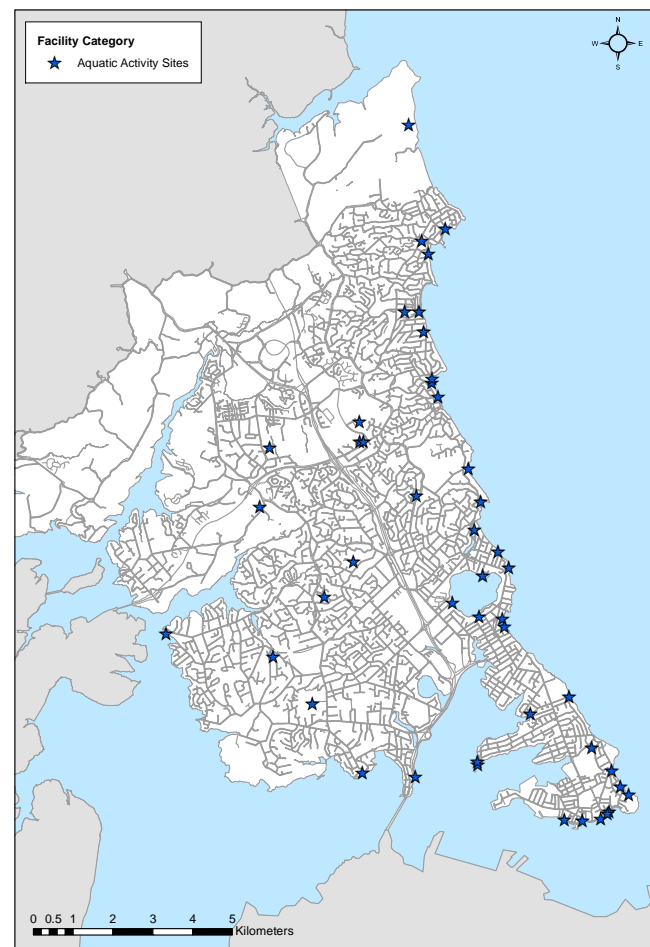 Facility Category
Aquatic Activity Sites
N
W E
S
0 0.5 1 2 3 4 5
Kilometers